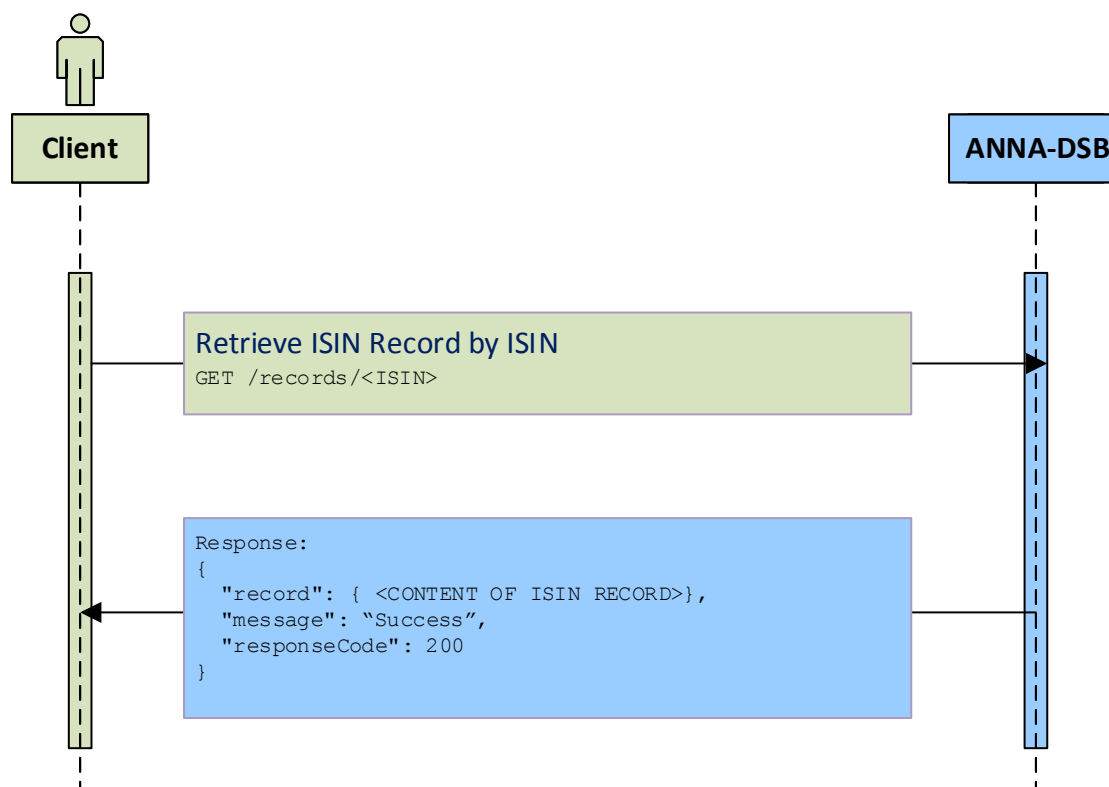 Client
ANNA-DSB
Retrieve ISIN Record by ISIN
GET /records/<ISIN>
Response:
{
  "record": { <CONTENT OF ISIN RECORD>},
  "message": “Success”,
  "responseCode": 200
}